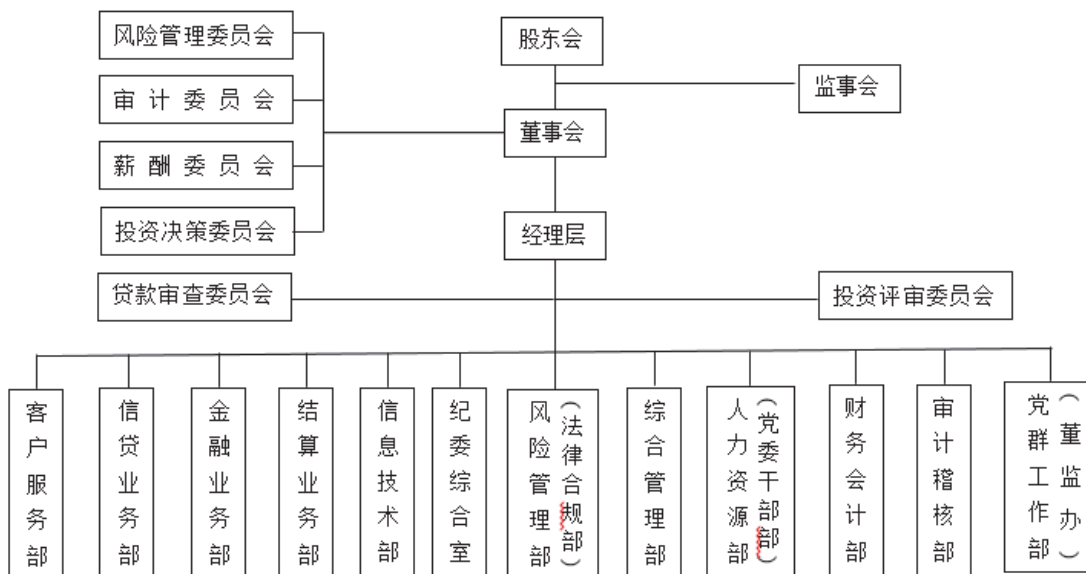 风险管理委员会
股东会
审计委员会
监事会
董事会
薪酬委员会
投资决策委员会
经理层
贷款审查委员会
投资评审委员会
客户服务部
信贷业务部
金融业务部
结算业务部
信息技术部
纪委综合室
风险管理部
（法律合规部）
综合管理部
人力资源部
（党委干部部）
财务会计部
审计稽核部
党群工作部
（董监办）